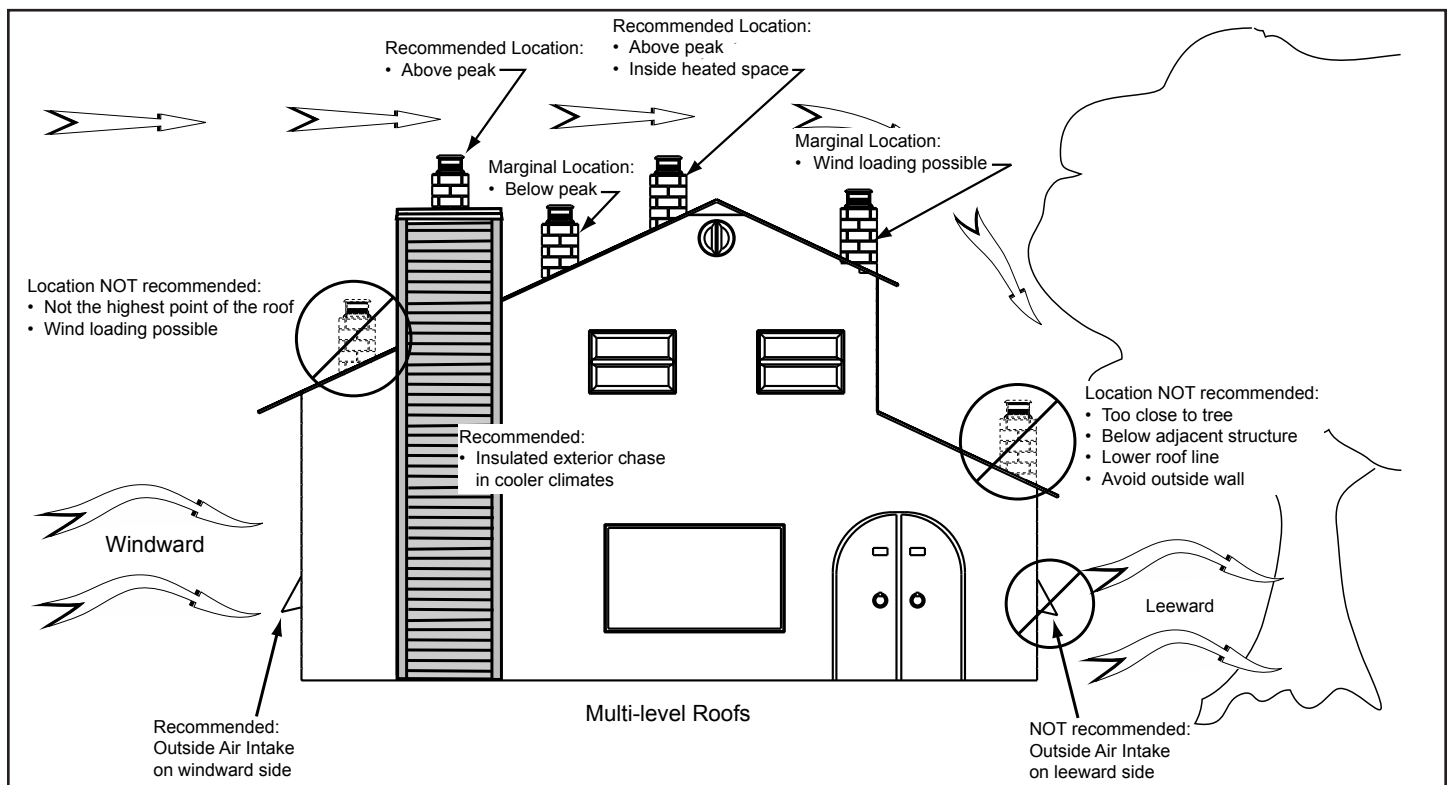 Recommended Location:
• Above peak
Recommended Location:
• Above peak
• Inside heated space
Marginal Location:
• Below peak
Marginal Location:
• Wind loading possible
Location NOT recommended:
• Not the highest point of the roof
• Wind loading possible
Recommended:
• Insulated exterior chase
in cooler climates
Location NOT recommended:
• Too close to tree
• Below adjacent structure
• Lower roof line
• Avoid outside wall
Windward
Leeward
Multi-level Roofs
Recommended:
Outside Air Intake
on windward side
NOT recommended:
Outside Air Intake
on leeward side